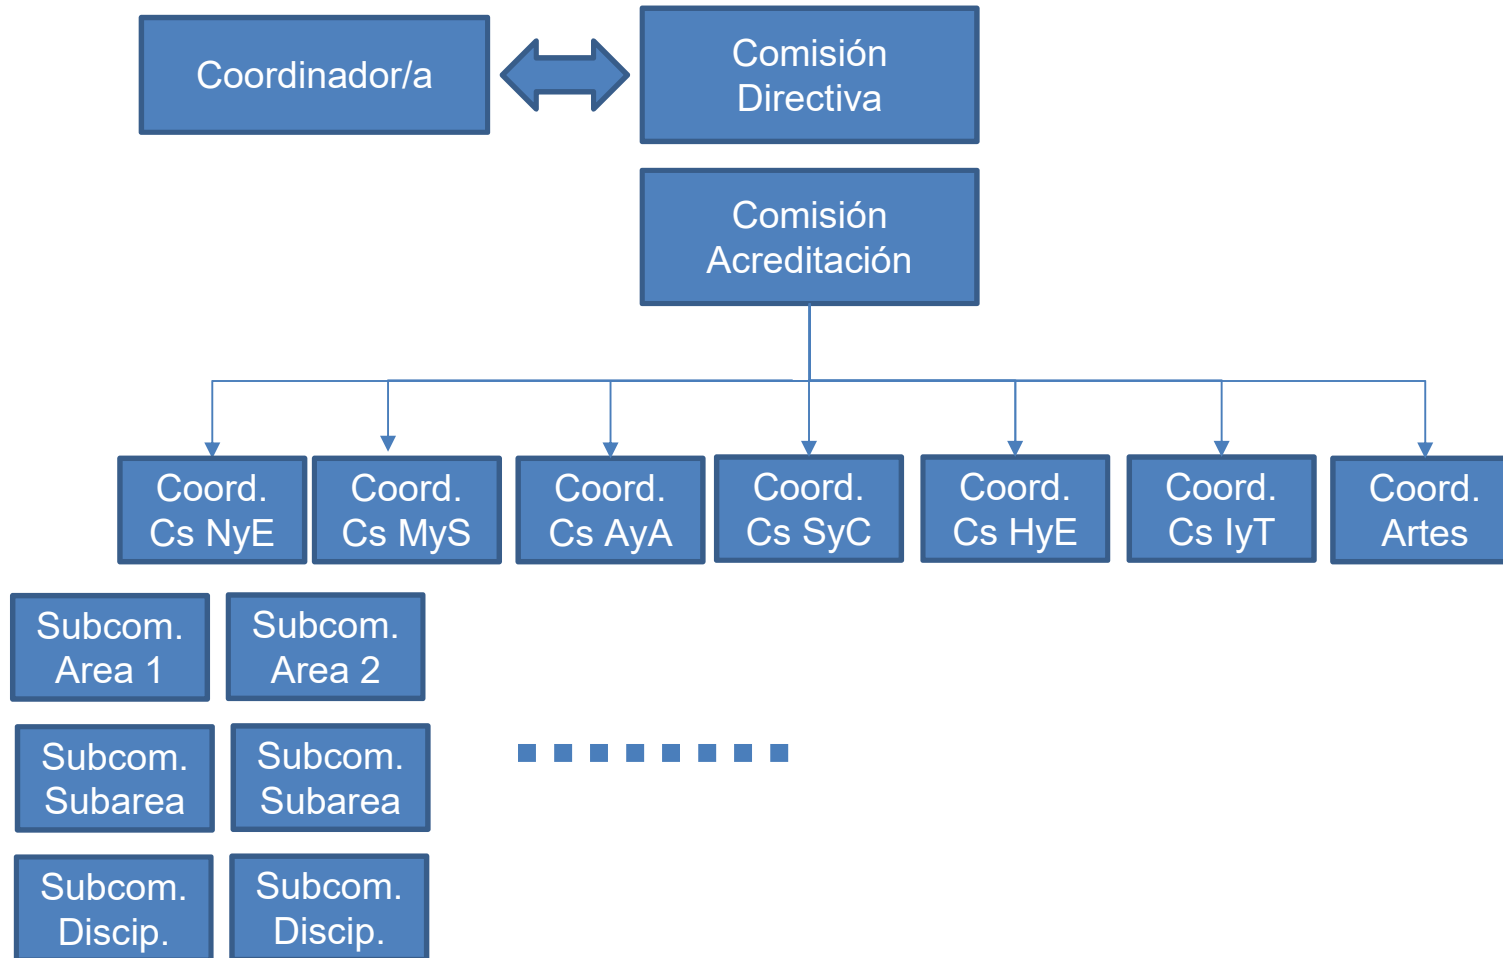 Coordinador/a
Comisión
Directiva
Comisión
Acreditación
Coord.
Cs NyE
Coord.
Cs MyS
Coord.
Cs AyA
Coord.
Cs SyC
Coord.
Cs HyE
Coord.
Cs IyT
Coord.
Artes
Subcom.
Area 1
Subcom.
Area 2
Subcom.
Subarea
Subcom.
Subarea
Subcom.
Discip.
Subcom.
Discip.